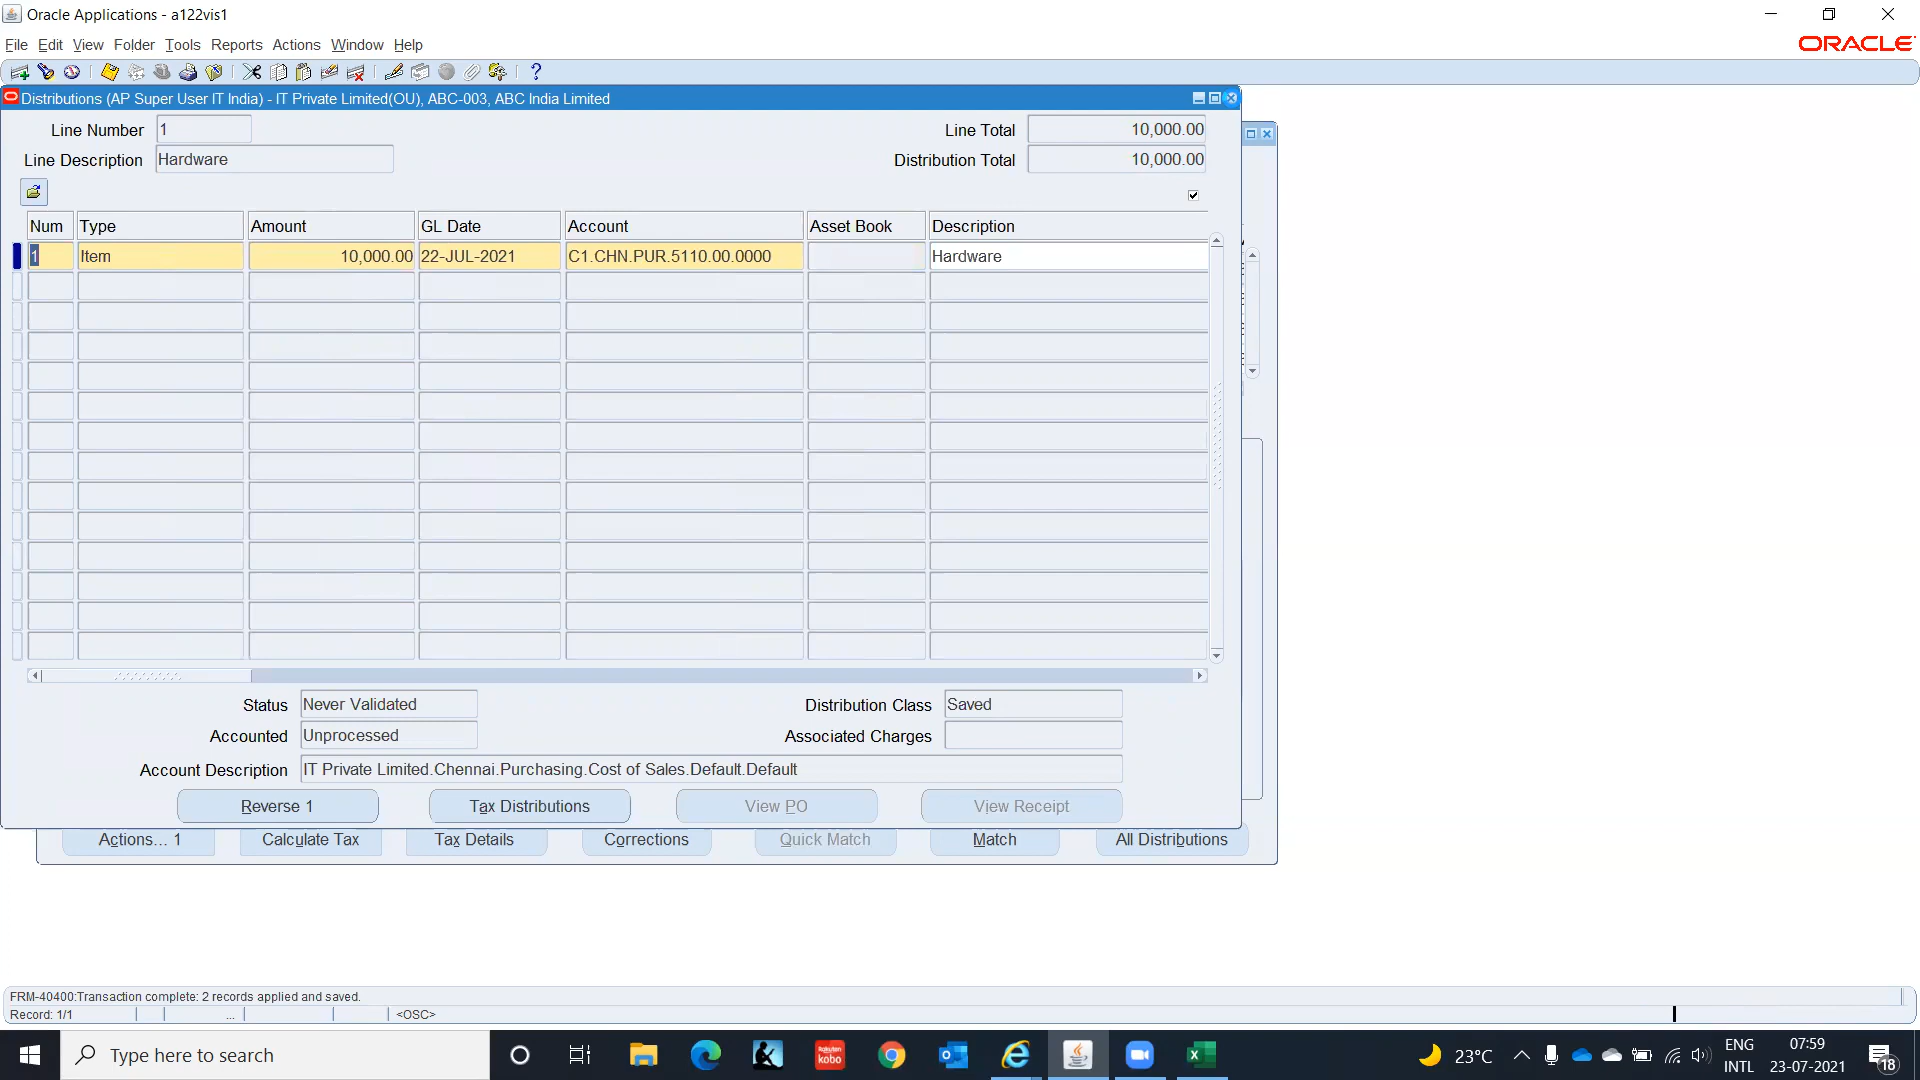 Oracle Applications - a122vis1
File Edit View Folder Tools Reports Actions Window Help
ORACLE
Distributions (AP Super User IT India) - IT Private Limited(OU), ABC-003, ABC India Limited
Line Number 1 Line Total 10,000.00
Line Description Hardware Distribution Total 10,000.00
Num Type Amount GL Date Account Asset Book Description
1 Item 10,000.00 22-JUL-2021 C1.CHN.PUR.5110.00.0000 Hardware
Status Never Validated Distribution Class Saved
Accounted Unprocessed Associated Charges
Account Description IT Private Limited.Chennai.Purchasing.Cost of Sales.Default.Default
Reverse 1 Tax Distributions View PO View Receipt
Actions... 1 Calculate Tax Tax Details Corrections Quick Match Match All Distributions
FRM-40400:Transaction complete: 2 records applied and saved.
Record: 1/1 ... <OSC>
Type here to search
Rakuten kobo
23°C
ENG INTL
07:59
23-07-2021
18